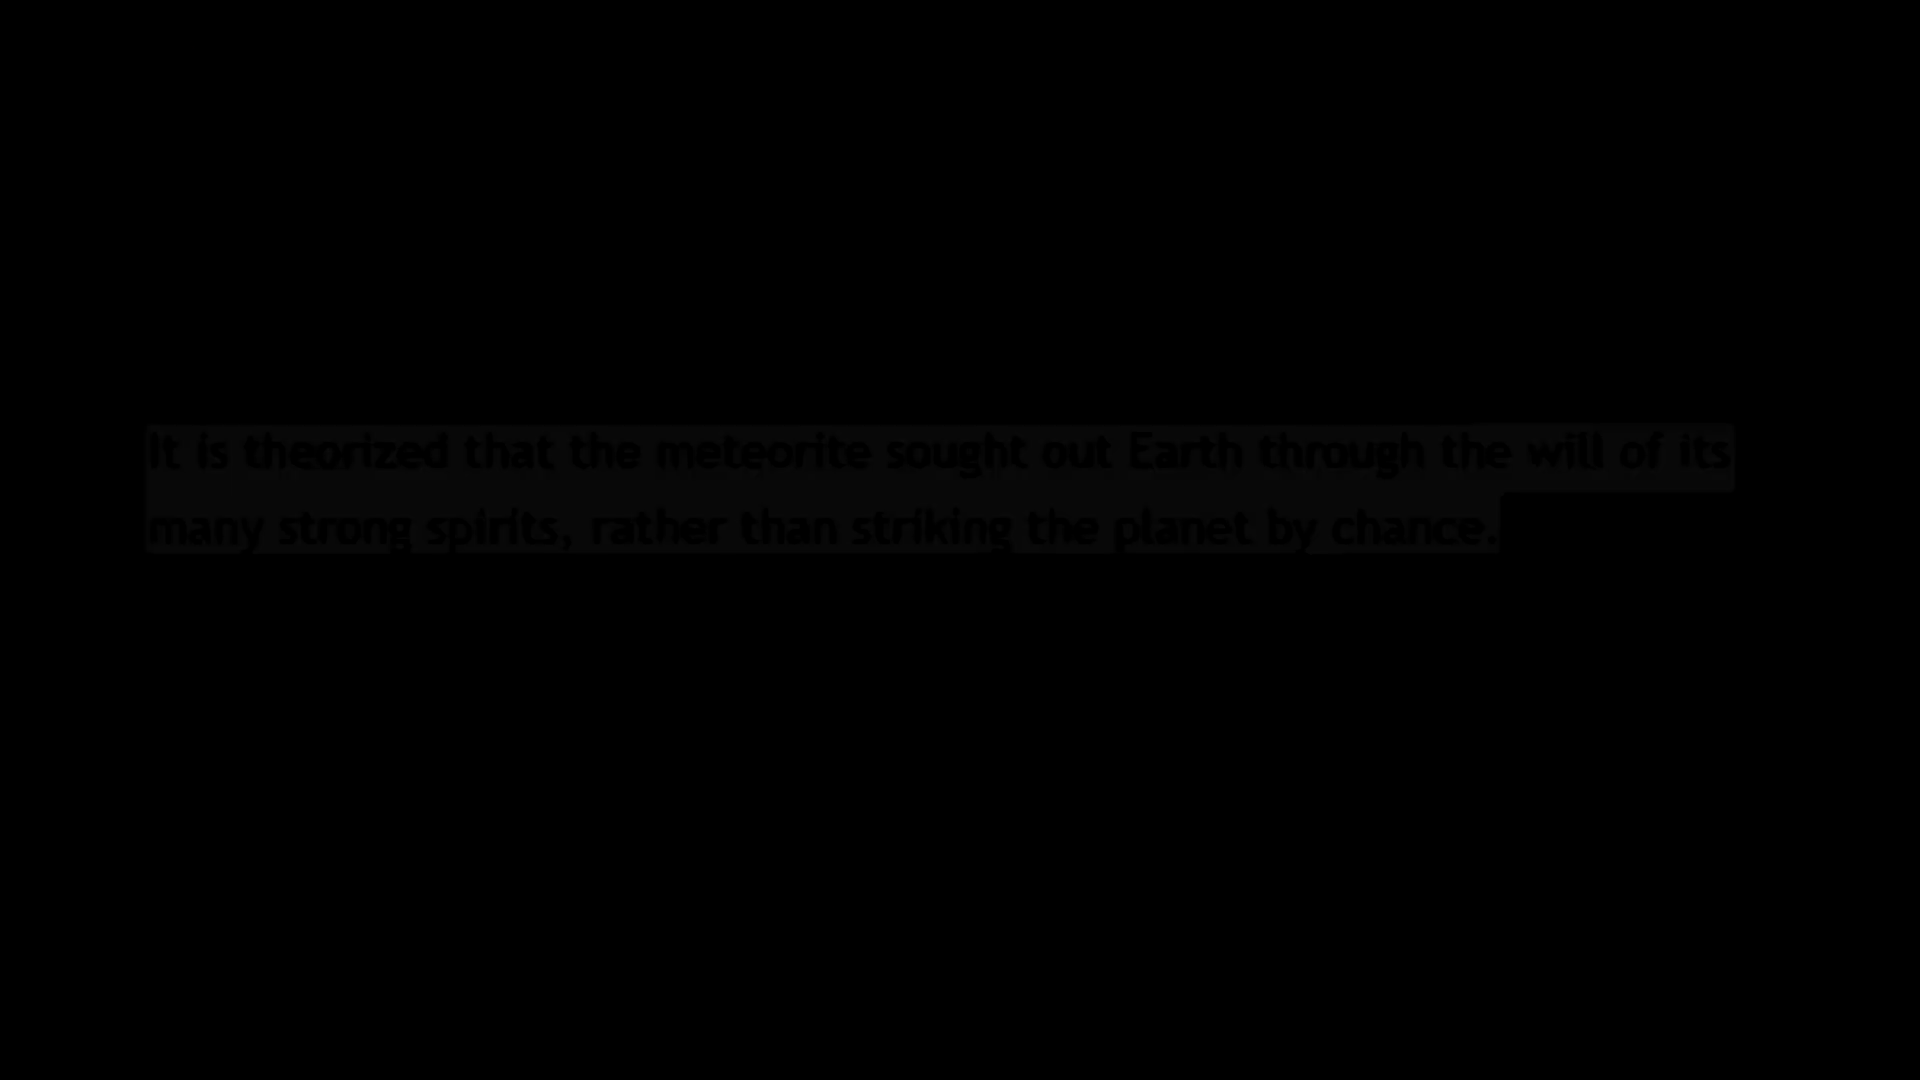 It is theorized that the meteorite sought out Earth through the will of its
many strong spirits, rather than striking the planet by chance.